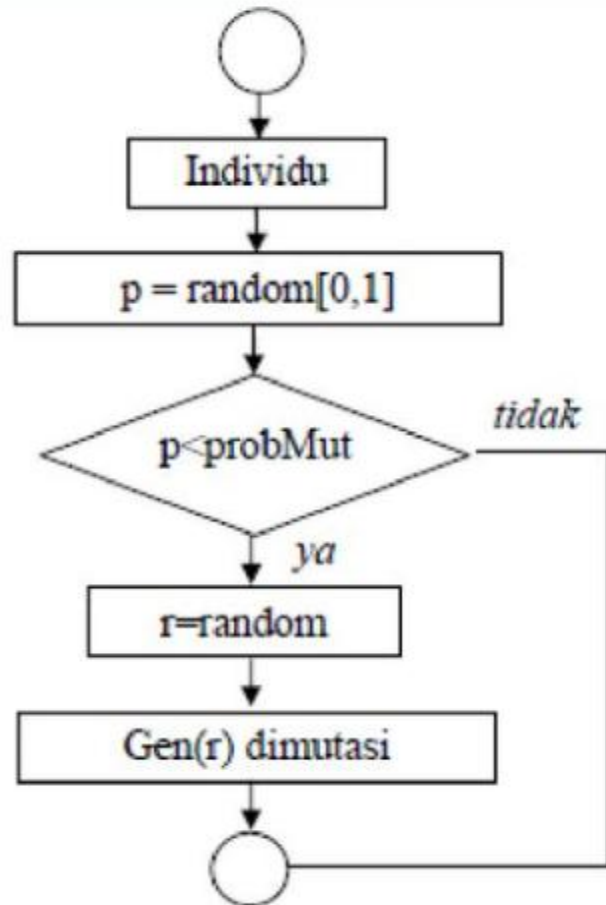 Individu
p = random[0,1]
p<probMut
tidak
ya
r=random
Gen(r) dimutasi